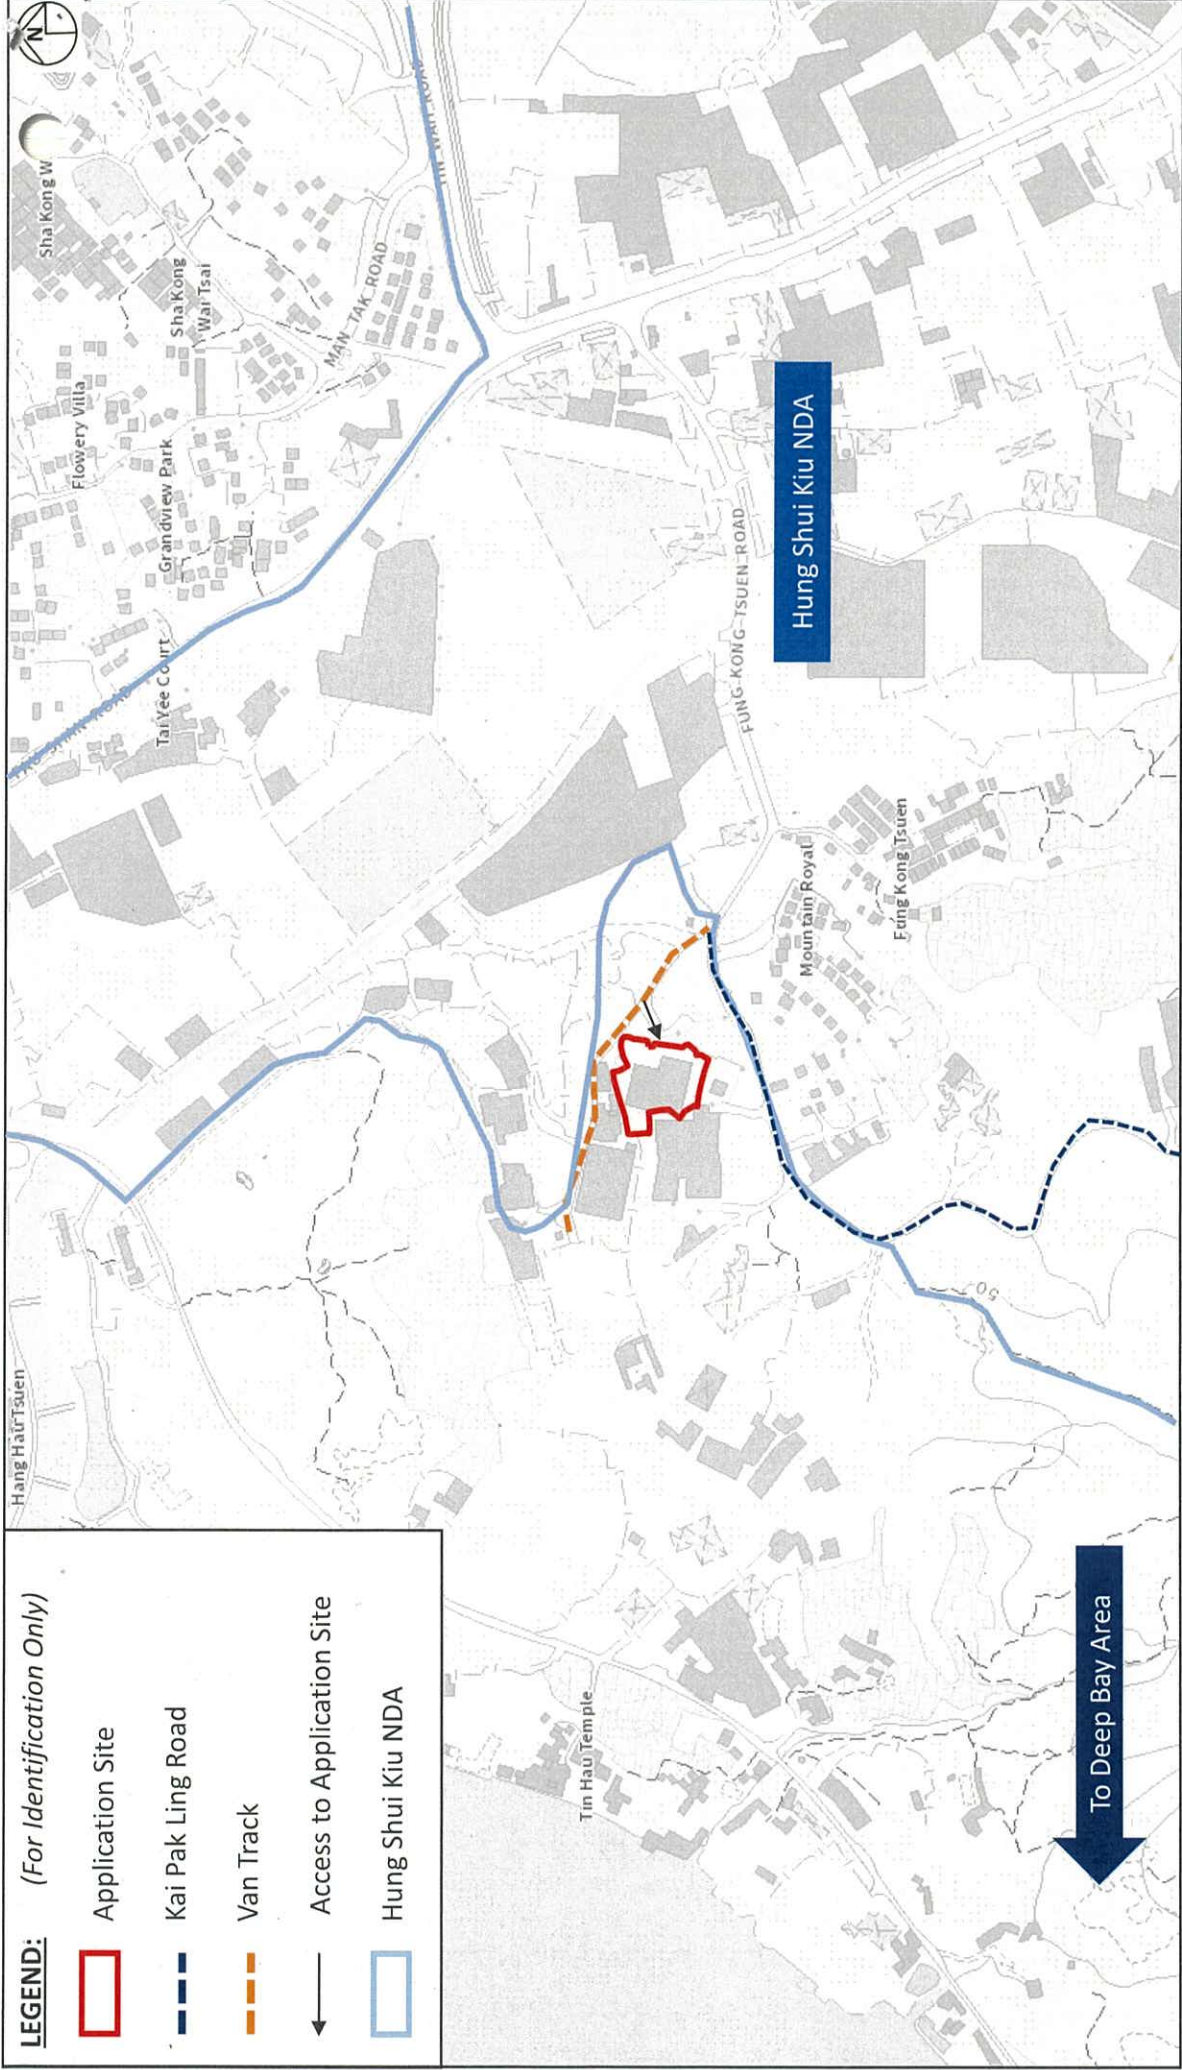 LEGEND: (For Identification Only)
Application Site
Kai Pak Ling Road
Van Track
Access to Application Site
Hung Shui Kiu NDA
Hang Hau Tsuen
Tai Yee Court
Grandview Park
Flowery Villa
Sha Kong
Wai Tsai
Sha Kong W
N
MAN TAK ROAD
Tin Hau Temple
FUNG KONG TSUEN ROAD
Hung Shui Kiu NDA
Mountain Royal
Fung Kong Tsuen
50
To Deep Bay Area